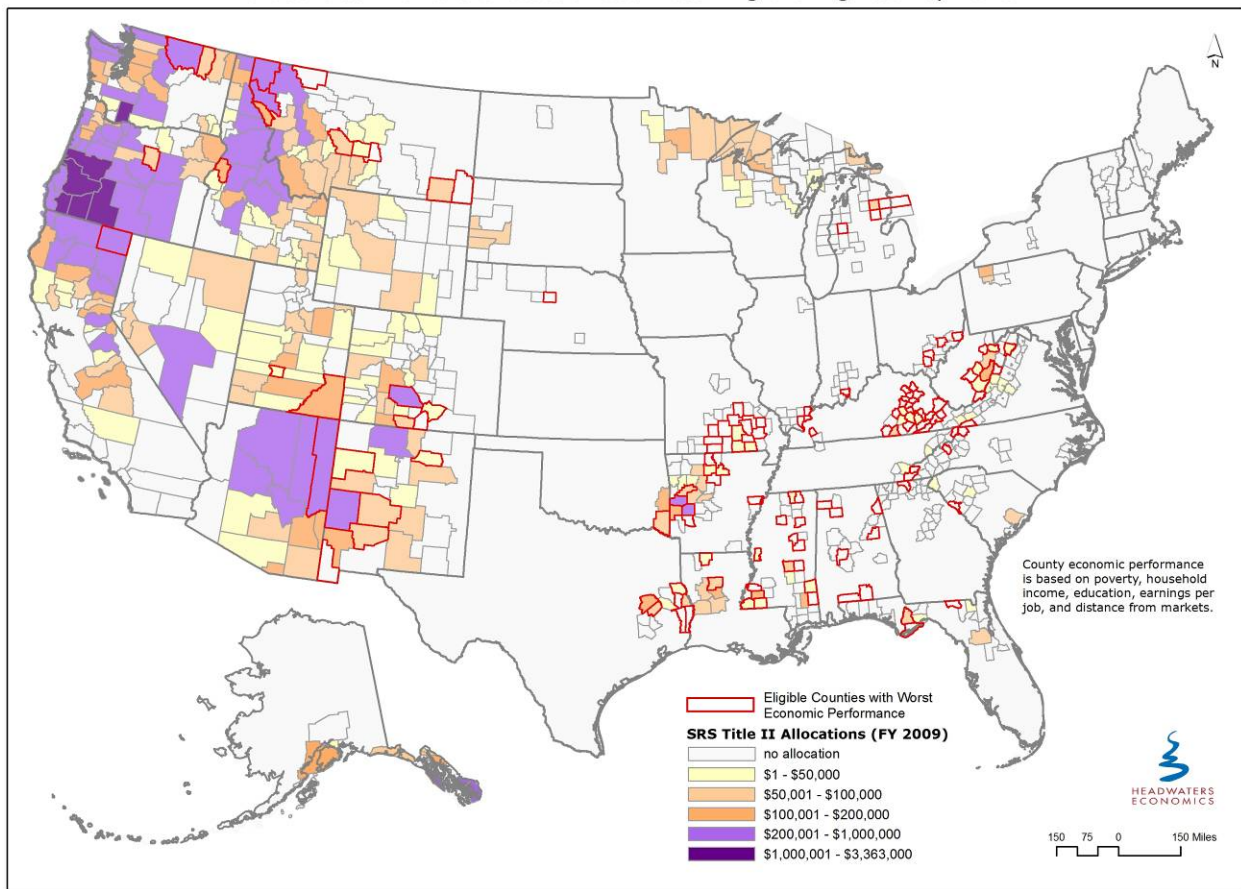 N
County economic performance
is based on poverty, household
income, education, earnings per
job, and distance from markets.
Eligible Counties with Worst
Economic Performance
SRS Title II Allocations (FY 2009)
no allocation
$1 - $50,000
$50,001 - $100,000
$100,001 - $200,000
$200,001 - $1,000,000
$1,000,001 - $3,363,000
HEADWATERS
ECONOMICS
150 75 0 150 Miles